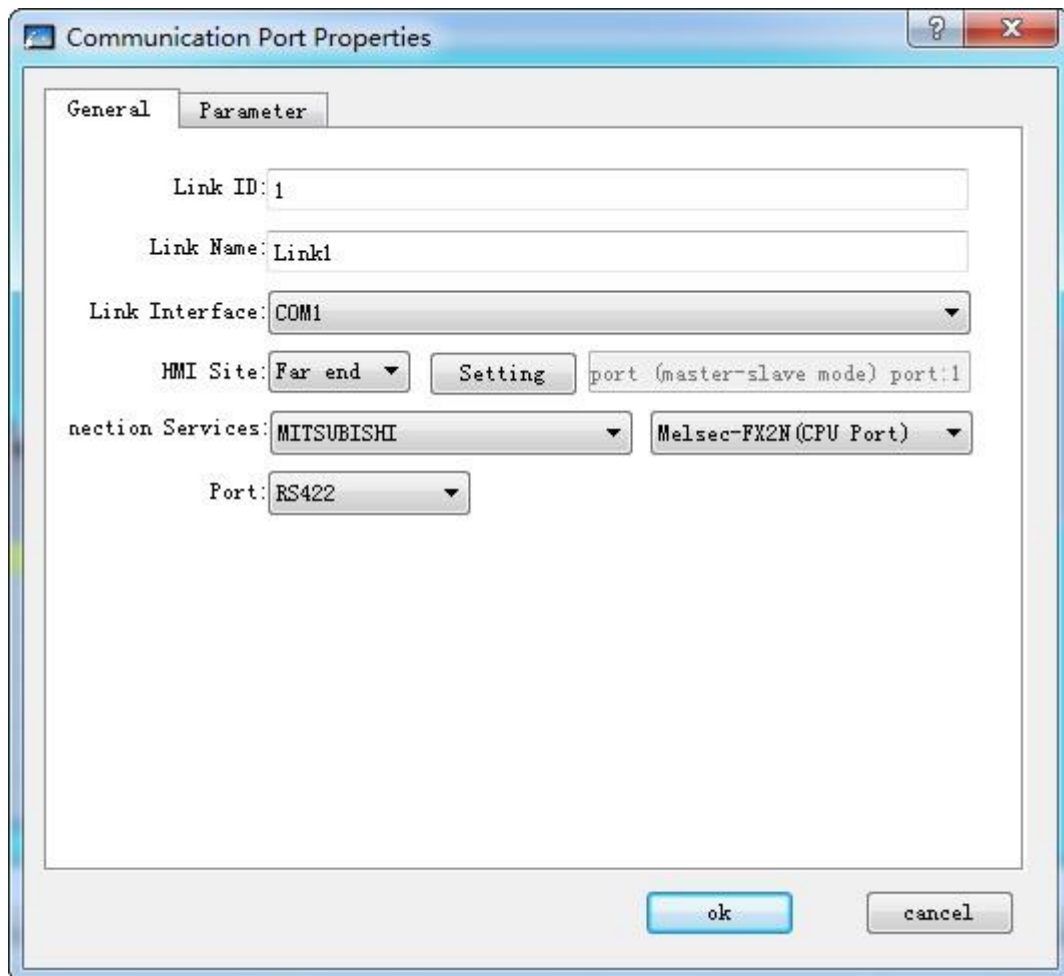 Communication Port Properties
General Parameter
Link ID: 1
Link Name: Link1
Link Interface: COM1
HMI Site: Far end Setting port (master-slave mode) port:1
nection Services: MITSUBISHI Melsec-FX2N(CPU Port)
Port: RS422
ok cancel